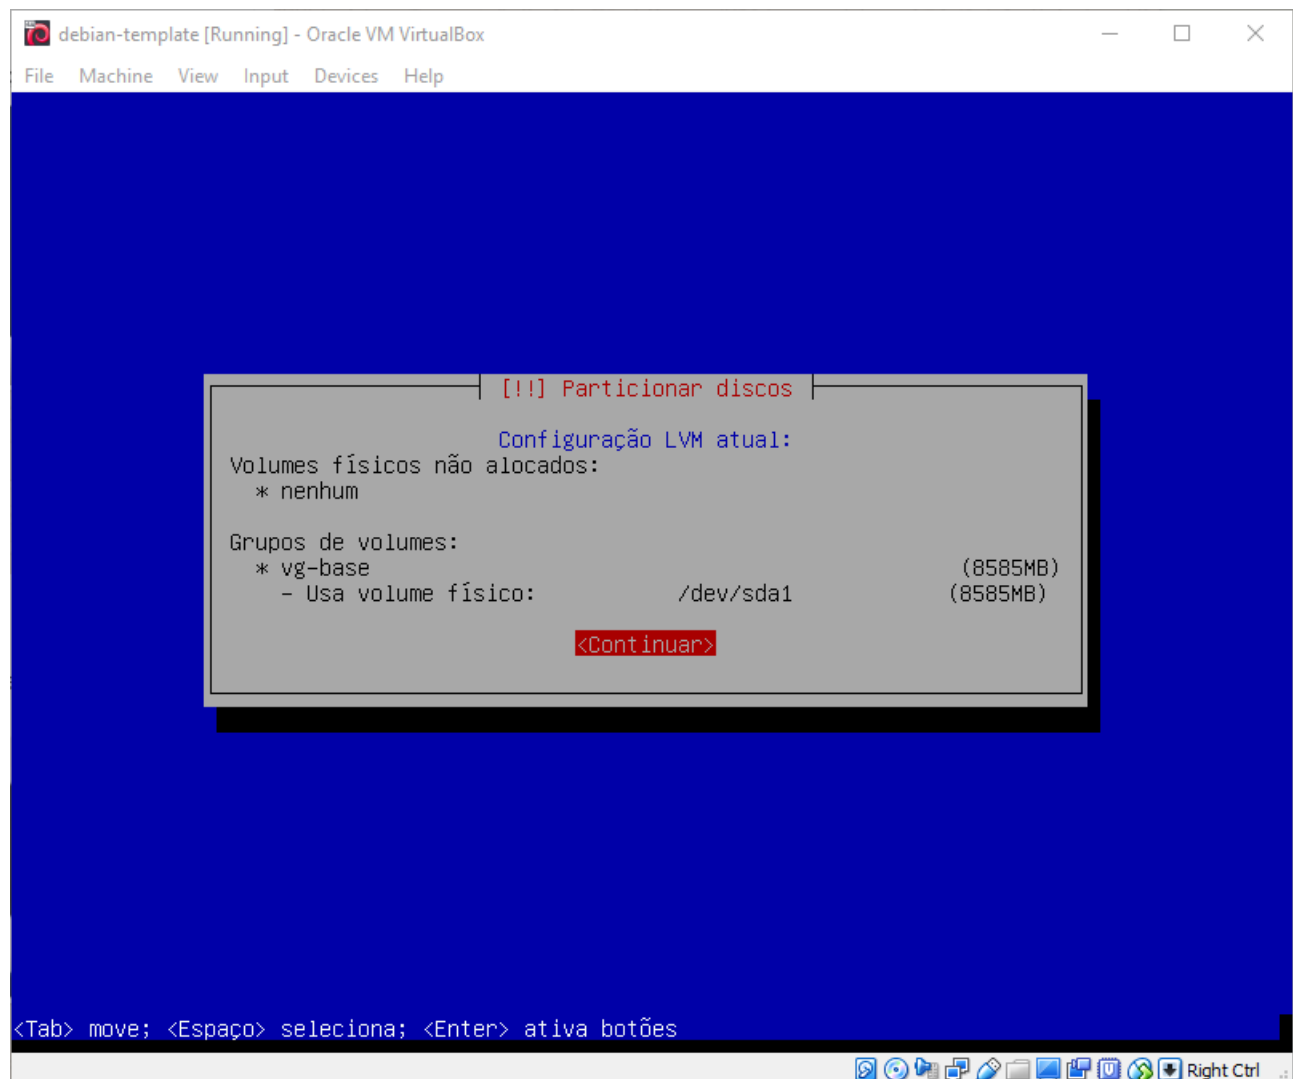 debian-template [Running] - Oracle VM VirtualBox
File Machine View Input Devices Help
[!!] Particionar discos
Configuração LVM atual:
Volumes físicos não alocados:
* nenhum
Grupos de volumes:
* vg-base (8585MB)
- Usa volume físico: /dev/sda1 (8585MB)
<Continuar>
<Tab> move; <Espaço> seleciona; <Enter> ativa botões
Right Ctrl